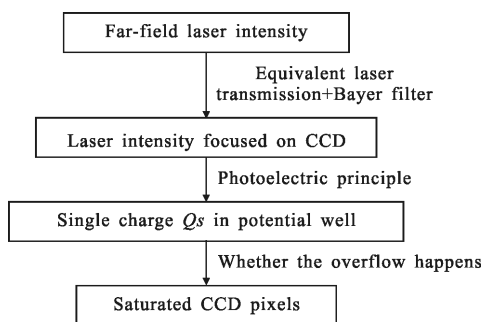 Far-field laser intensity
Equivalent laser
transmission+Bayer filter
Laser intensity focused on CCD
Photoelectric principle
Single charge Qs in potential well
Whether the overflow happens
Saturated CCD pixels